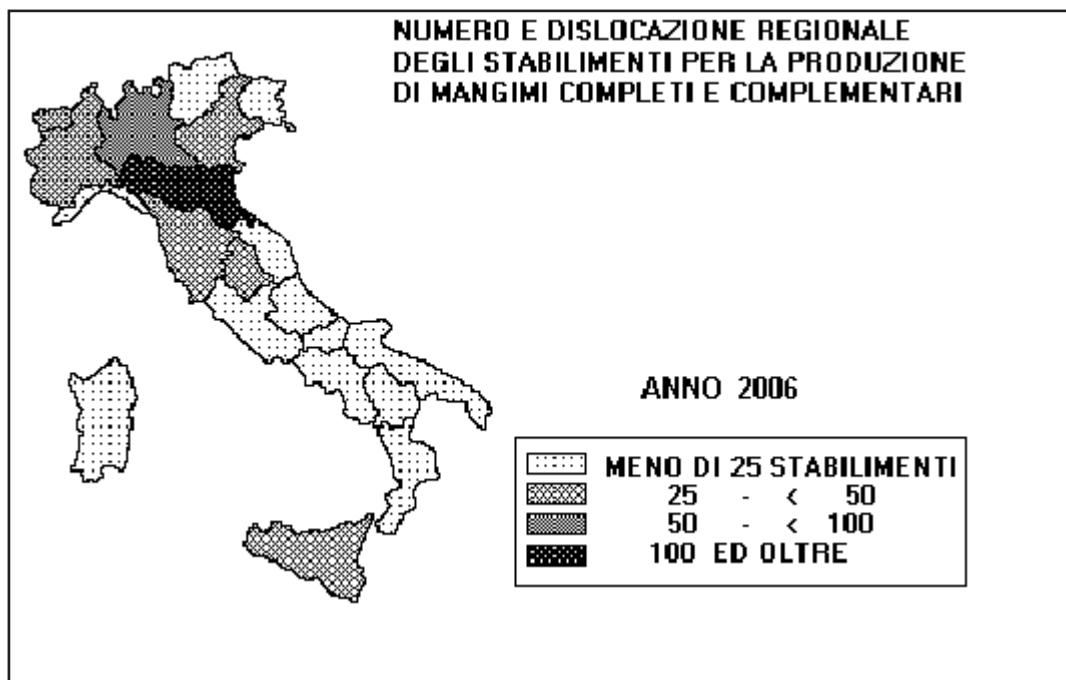 NUMERO E DISLOCAZIONE REGIONALE
DEGLI STABILIMENTI PER LA PRODUZIONE
DI MANGIMI COMPLETI E COMPLEMENTARI
ANNO 2006
MENO DI 25 STABILIMENTI
25 - < 50
50 - < 100
100 ED OLTRE